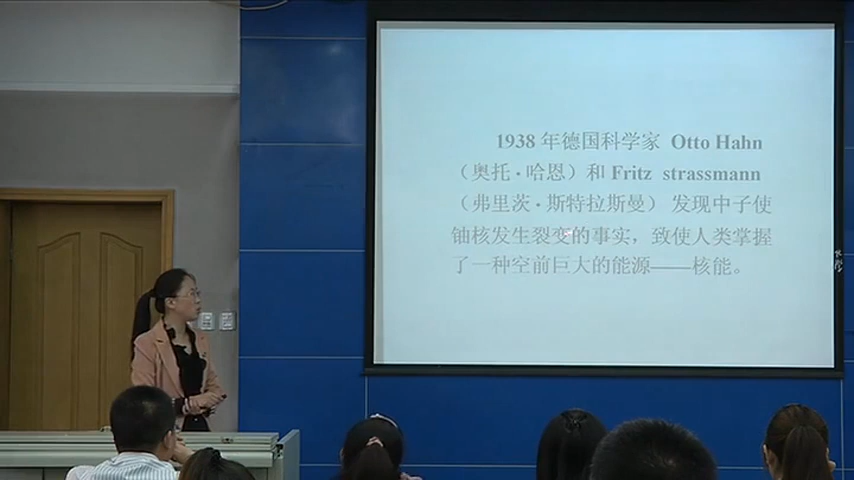 1938 年德国科学家 Otto Hahn
（奥托·哈恩）和 Fritz strassmann
（弗里茨·斯特拉斯曼） 发现中子使
铀核发生裂变的事实，致使人类掌握
了一种空前巨大的能源——核能。